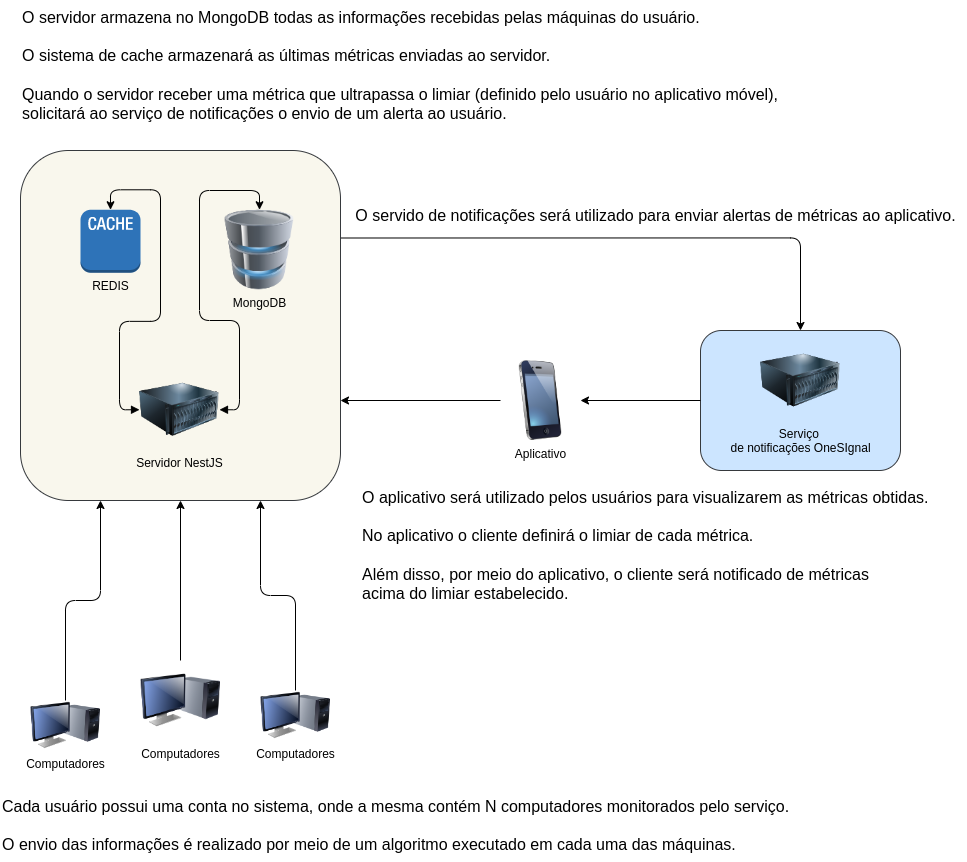 O servidor armazena no MongoDB todas as informações recebidas pelas máquinas do usuário.
O sistema de cache armazenará as últimas métricas enviadas ao servidor.
Quando o servidor receber uma métrica que ultrapassa o limiar (definido pelo usuário no aplicativo móvel),
solicitará ao serviço de notificações o envio de um alerta ao usuário.
CACHE
REDIS
MongoDB
Servidor NestJS
O servido de notificações será utilizado para enviar alertas de métricas ao aplicativo.
Aplicativo
Serviço
de notificações OneSIgnal
O aplicativo será utilizado pelos usuários para visualizarem as métricas obtidas.
No aplicativo o cliente definirá o limiar de cada métrica.
Além disso, por meio do aplicativo, o cliente será notificado de métricas
acima do limiar estabelecido.
Computadores
Computadores
Computadores
Cada usuário possui uma conta no sistema, onde a mesma contém N computadores monitorados pelo serviço.
O envio das informações é realizado por meio de um algoritmo executado em cada uma das máquinas.